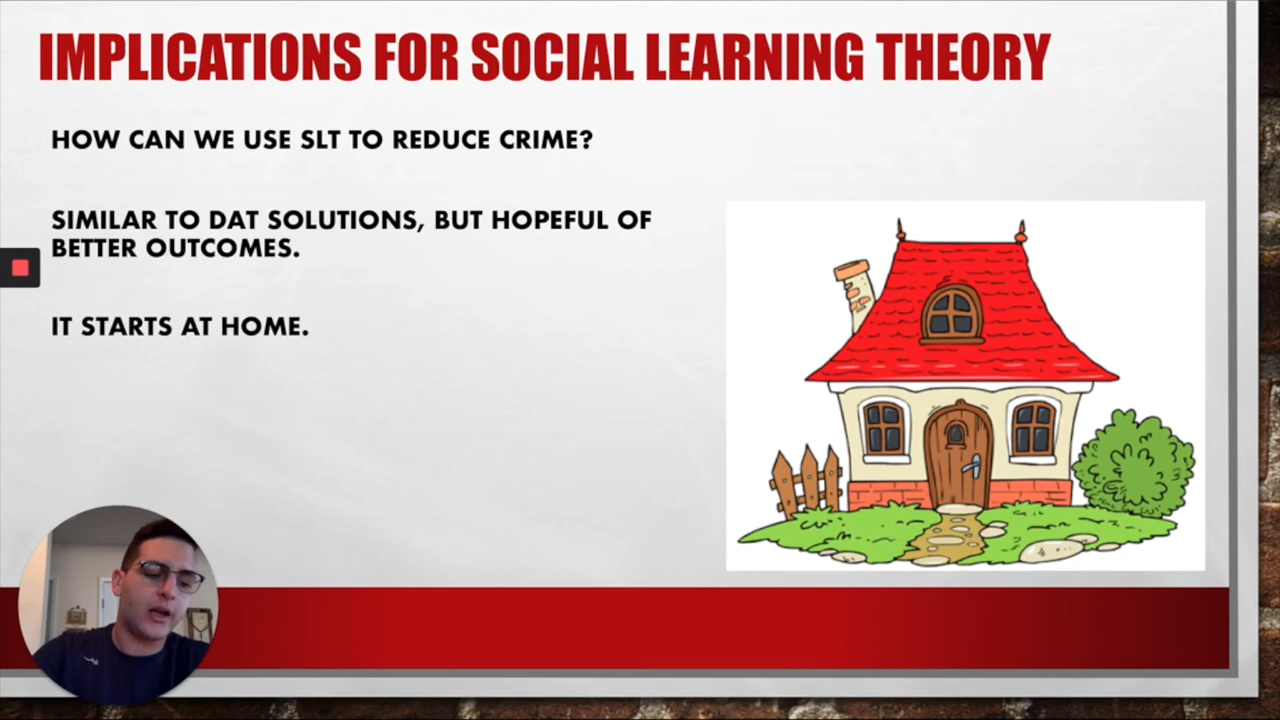 IMPLICATIONS FOR SOCIAL LEARNING THEORY
HOW CAN WE USE SLT TO REDUCE CRIME?
SIMILAR TO DAT SOLUTIONS, BUT HOPEFUL OF
BETTER OUTCOMES.
IT STARTS AT HOME.